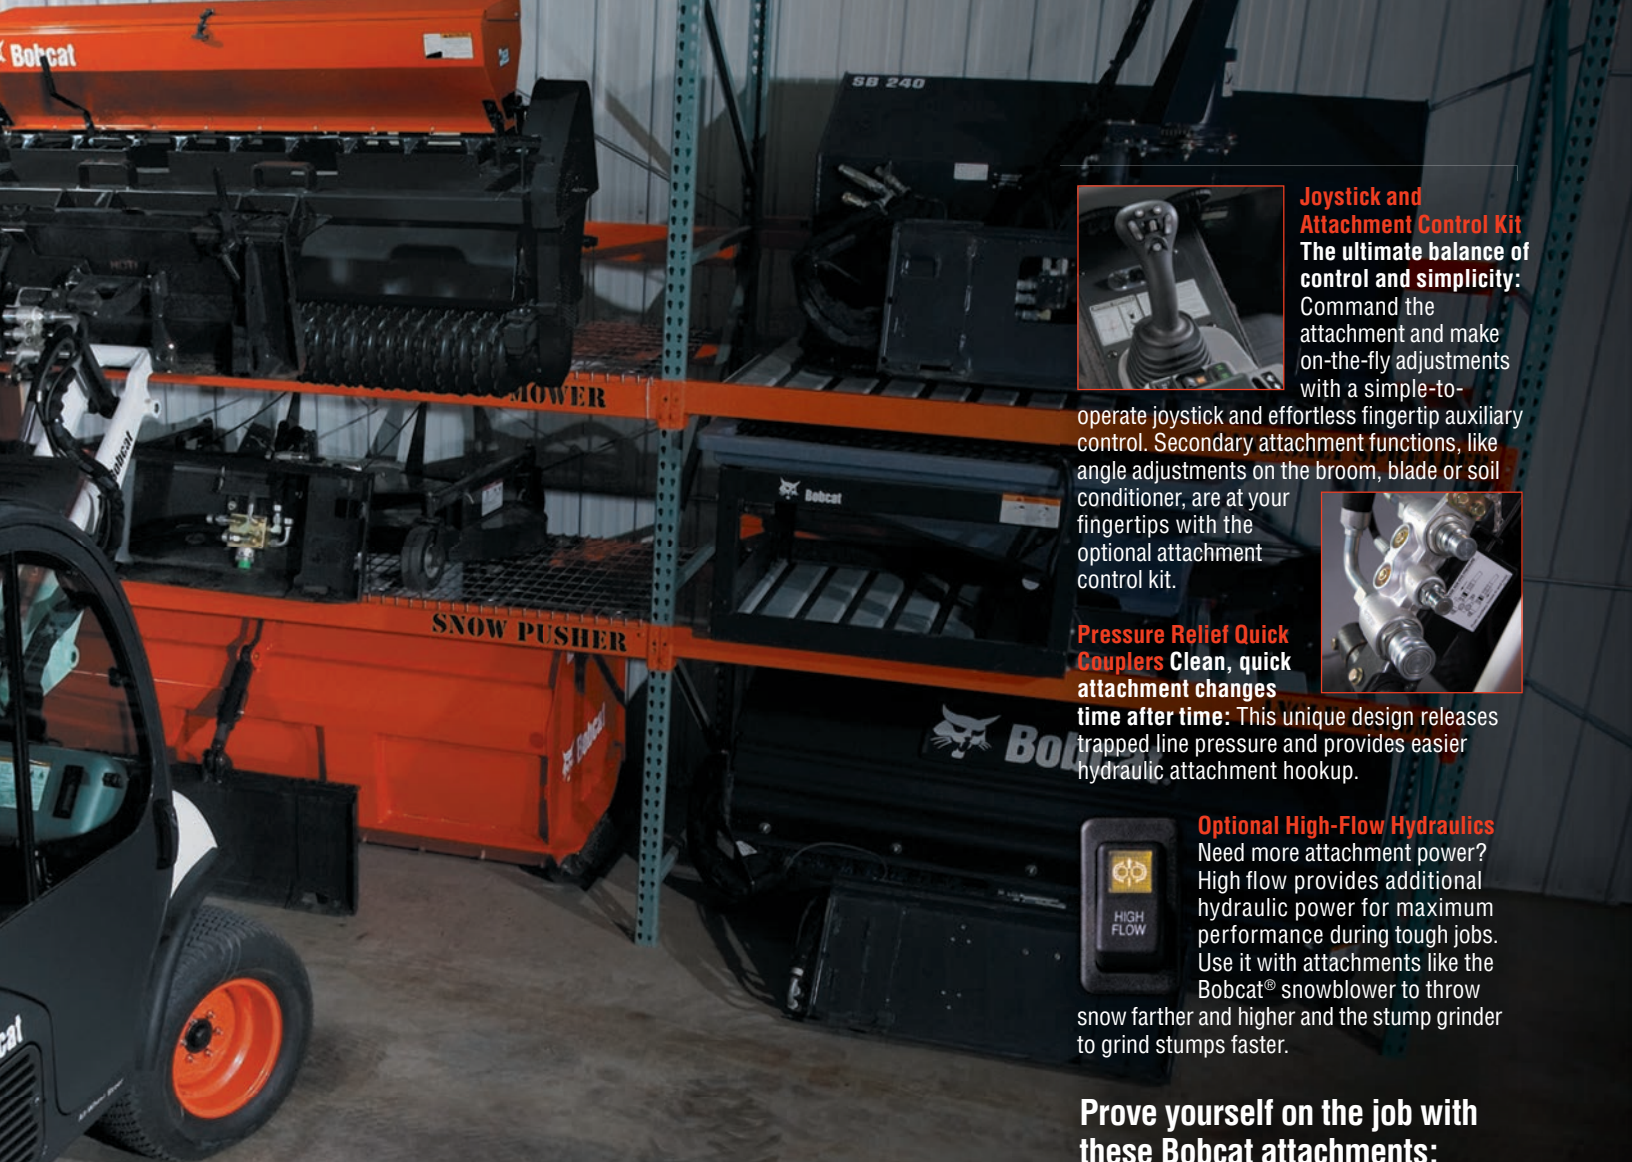 Bobcat
SB 240
MOWER
Bobcat
Bobcat
SNOW PUSHER
Bobcat
Bobcat
Joystick and
Attachment Control Kit
The ultimate balance of
control and simplicity:
Command the
attachment and make
on-the-fly adjustments
with a simple-to-
operate joystick and effortless fingertip auxiliary
control. Secondary attachment functions, like
angle adjustments on the broom, blade or soil
conditioner, are at your
fingertips with the
optional attachment
control kit.
Pressure Relief Quick
Couplers Clean, quick
attachment changes
time after time: This unique design releases
trapped line pressure and provides easier
hydraulic attachment hookup.
HIGH
FLOW
Optional High-Flow Hydraulics
Need more attachment power?
High flow provides additional
hydraulic power for maximum
performance during tough jobs.
Use it with attachments like the
Bobcat® snowblower to throw
snow farther and higher and the stump grinder
to grind stumps faster.
Prove yourself on the job with
these Bobcat attachments: